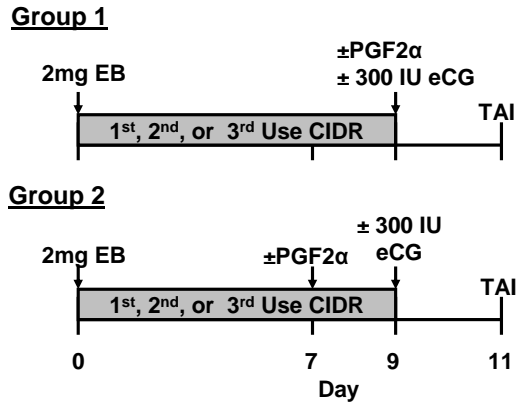 Group 1
2mg EB
±PGF2α
± 300 IU eCG
TAI
1st, 2nd, or 3rd Use CIDR
Group 2
2mg EB
±PGF2α
± 300 IU
eCG
TAI
1st, 2nd, or 3rd Use CIDR
0
7
9
11
Day